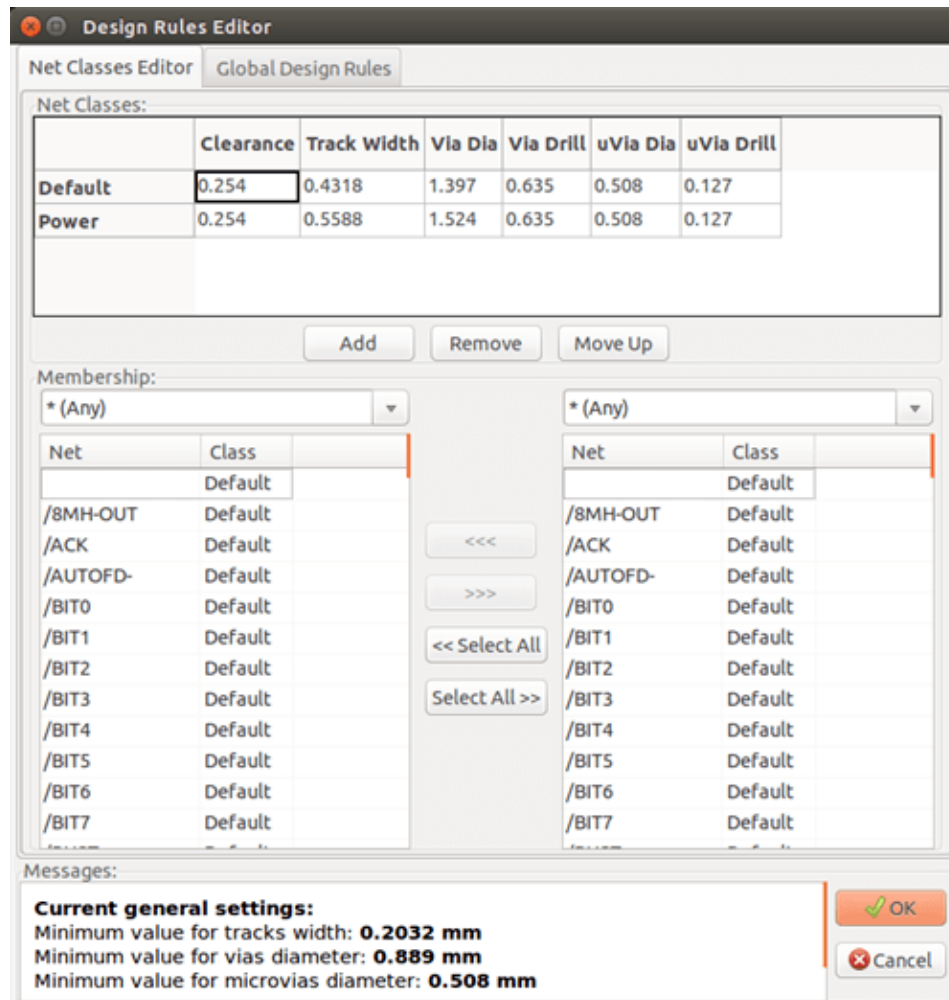 Design Rules Editor
Net Classes Editor Global Design Rules
Net Classes:
Clearance Track Width Via Dia Via Drill uVia Dia uVia Drill
Default 0.254 0.4318 1.397 0.635 0.508 0.127
Power 0.254 0.5588 1.524 0.635 0.508 0.127
Add Remove Move Up
Membership:
* (Any) * (Any)
Net Class Net Class
Default Default
/8MH-OUT Default /8MH-OUT Default
/ACK Default <<< /ACK Default
/AUTOFD- Default /AUTOFD- Default
/BIT0 Default >>> /BIT0 Default
/BIT1 Default << Select All /BIT1 Default
/BIT2 Default /BIT2 Default
/BIT3 Default Select All >> /BIT3 Default
/BIT4 Default /BIT4 Default
/BIT5 Default /BIT5 Default
/BIT6 Default /BIT6 Default
/BIT7 Default /BIT7 Default
Messages:
Current general settings: OK
Minimum value for tracks width: 0.2032 mm
Minimum value for vias diameter: 0.889 mm Cancel
Minimum value for microvias diameter: 0.508 mm